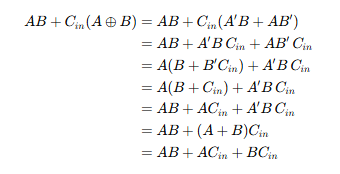 AB + C_{in}(A ⊕ B) = AB + C_{in}(A′B + AB′)
= AB + A′B C_{in} + AB′ C_{in}
= A(B + B′C_{in}) + A′B C_{in}
= A(B + C_{in}) + A′B C_{in}
= AB + AC_{in} + A′B C_{in}
= AB + (A + B)C_{in}
= AB + AC_{in} + BC_{in}